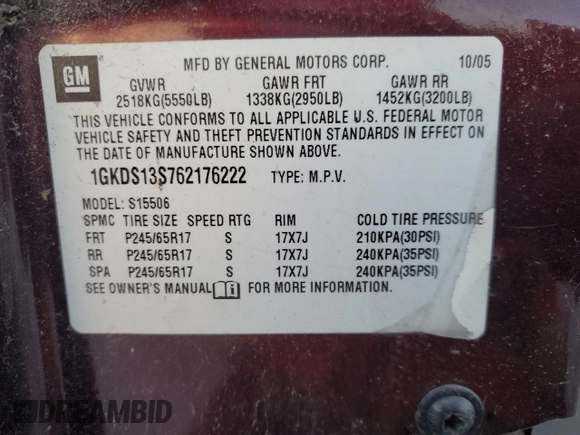 GM
MFD BY GENERAL MOTORS CORP. 10/05
GVWR GAWR FRT GAWR RR
2518KG(5550LB) 1338KG(2950LB) 1452KG(3200LB)
THIS VEHICLE CONFORMS TO ALL APPLICABLE U.S. FEDERAL MOTOR
VEHICLE SAFETY AND THEFT PREVENTION STANDARDS IN EFFECT ON
THE DATE OF MANUFACTURE SHOWN ABOVE.
1GKDS13S762176222 TYPE: M.P.V.
MODEL: S15506
SPMC TIRE SIZE SPEED RTG RIM COLD TIRE PRESSURE
FRT P245/65R17 S 17X7J 210KPA(30PSI)
RR P245/65R17 S 17X7J 240KPA(35PSI)
SPA P245/65R17 S 17X7J 240KPA(35PSI)
SEE OWNER'S MANUAL FOR MORE INFORMATION.
DREAMBID